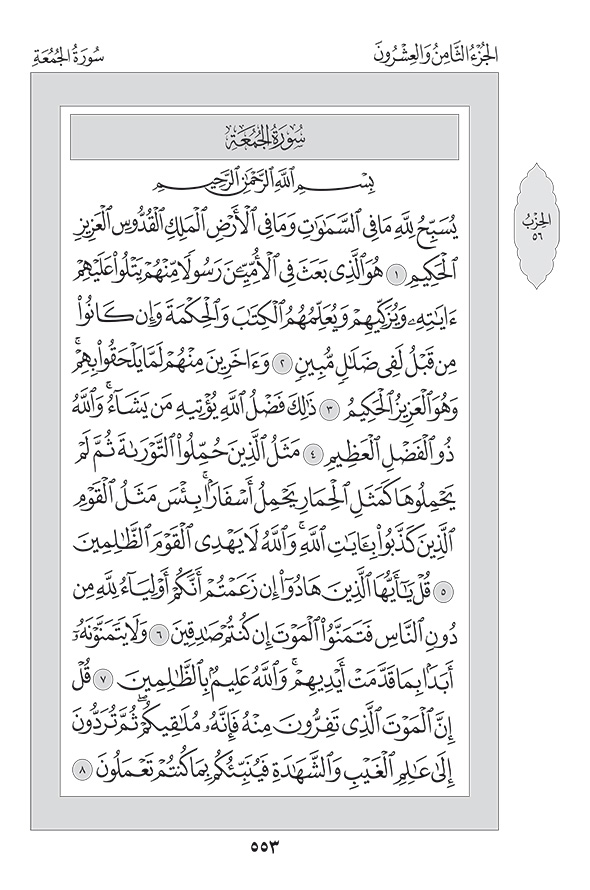 الجُزْءُ الثَّامِنُ وَالعِشْرُونَ
سُورَةُ الجُمُعَةِ
سُورَةُ الجُمُعَةِ
بِسْمِ ٱللَّهِ ٱلرَّحْمَٰنِ ٱلرَّحِيمِ
يُسَبِّحُ لِلَّهِ مَا فِى ٱلسَّمَٰوَٰتِ وَمَا فِى ٱلْأَرْضِ ٱلْمَلِكِ ٱلْقُدُّوسِ ٱلْعَزِيزِ
ٱلْحَكِيمِ ١ هُوَ ٱلَّذِى بَعَثَ فِى ٱلْأُمِّيِّـۧنَ رَسُولًا مِّنْهُمْ يَتْلُوا۟ عَلَيْهِمْ
ءَايَٰتِهِۦ وَيُزَكِّيهِمْ وَيُعَلِّمُهُمُ ٱلْكِتَٰبَ وَٱلْحِكْمَةَ وَإِن كَانُوا۟
مِن قَبْلُ لَفِى ضَلَٰلٍ مُّبِينٍ ٢ وَءَاخَرِينَ مِنْهُمْ لَمَّا يَلْحَقُوا۟ بِهِمْ ۚ
وَهُوَ ٱلْعَزِيزُ ٱلْحَكِيمُ ٣ ذَٰلِكَ فَضْلُ ٱللَّهِ يُؤْتِيهِ مَن يَشَآءُ ۚ وَٱللَّهُ
ذُو ٱلْفَضْلِ ٱلْعَظِيمِ ٤ مَثَلُ ٱلَّذِينَ حُمِّلُوا۟ ٱلتَّوْرَىٰةَ ثُمَّ لَمْ
يَحْمِلُوهَا كَمَثَلِ ٱلْحِمَارِ يَحْمِلُ أَسْفَارًۢا ۚ بِئْسَ مَثَلُ ٱلْقَوْمِ
ٱلَّذِينَ كَذَّبُوا۟ بِـَٔايَٰتِ ٱللَّهِ ۚ وَٱللَّهُ لَا يَهْدِى ٱلْقَوْمَ ٱلظَّٰلِمِينَ
٥ قُلْ يَٰٓأَيُّهَا ٱلَّذِينَ هَادُوٓا۟ إِن زَعَمْتُمْ أَنَّكُمْ أَوْلِيَآءُ لِلَّهِ مِن
دُونِ ٱلنَّاسِ فَتَمَنَّوُا۟ ٱلْمَوْتَ إِن كُنتُمْ صَٰدِقِينَ ٦ وَلَا يَتَمَنَّوْنَهُۥٓ
أَبَدًۢا بِمَا قَدَّمَتْ أَيْدِيهِمْ ۚ وَٱللَّهُ عَلِيمٌۢ بِٱلظَّٰلِمِينَ ٧ قُلْ
إِنَّ ٱلْمَوْتَ ٱلَّذِى تَفِرُّونَ مِنْهُ فَإِنَّهُۥ مُلَٰقِيكُمْ ۖ ثُمَّ تُرَدُّونَ
إِلَىٰ عَٰلِمِ ٱلْغَيْبِ وَٱلشَّهَٰدَةِ فَيُنَبِّئُكُم بِمَا كُنتُمْ تَعْمَلُونَ ٨
الحِزْبُ
٥٦
٥٥٣